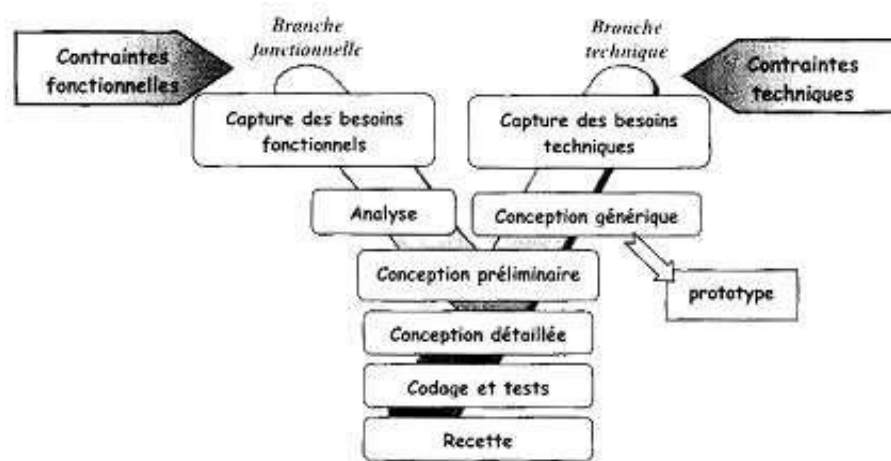 Branche
fonctionnelle
Branche
technique
Contraintes
fonctionnelles
Contraintes
techniques
Capture des besoins
fonctionnels
Capture des besoins
techniques
Analyse
Conception générique
Conception préliminaire
prototype
Conception détaillée
Codage et tests
Recette